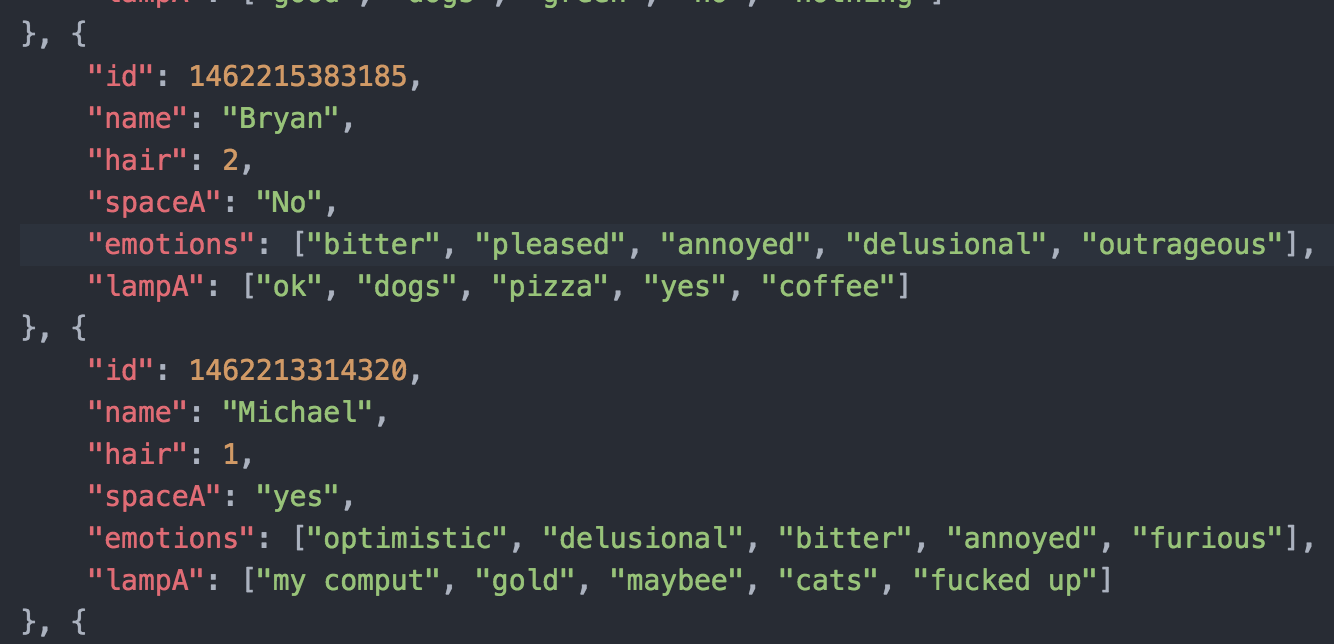 "lampA": ["good", "dogs", "green", "no", "nothing"]
}, {
"id": 1462215383185,
"name": "Bryan",
"hair": 2,
"spaceA": "No",
"emotions": ["bitter", "pleased", "annoyed", "delusional", "outrageous"],
"lampA": ["ok", "dogs", "pizza", "yes", "coffee"]
}, {
"id": 1462213314320,
"name": "Michael",
"hair": 1,
"spaceA": "yes",
"emotions": ["optimistic", "delusional", "bitter", "annoyed", "furious"],
"lampA": ["my comput", "gold", "maybee", "cats", "fucked up"]
}, {